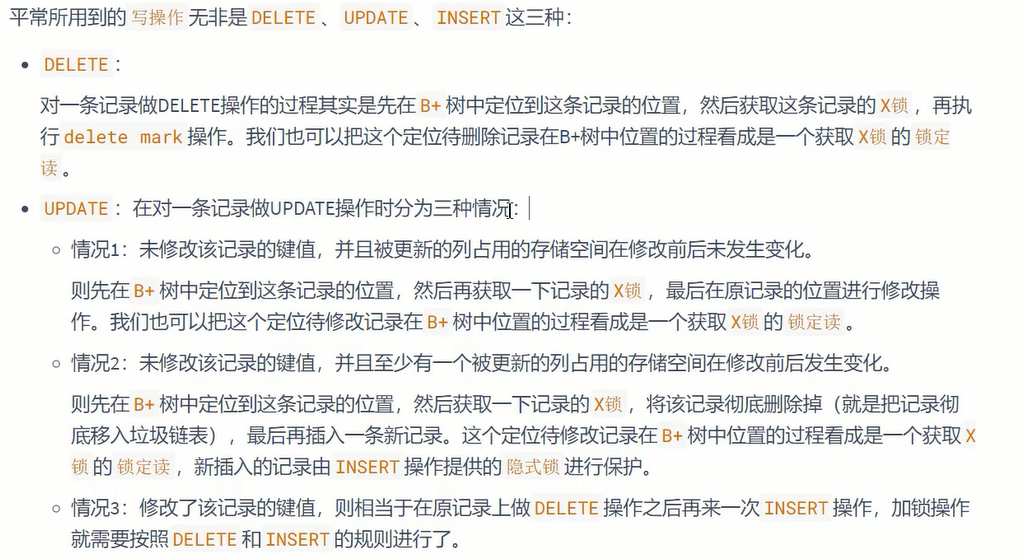 平常所用到的 写操作 无非是 DELETE 、 UPDATE 、 INSERT 这三种：
• DELETE ：
对一条记录做DELETE操作的过程其实是先在 B+ 树中定位到这条记录的位置，然后获取这条记录的 X锁 ，再执
行 delete mark 操作。我们也可以把这个定位待删除记录在B+树中位置的过程看成是一个获取 X锁 的 锁定
读 。
• UPDATE ：在对一条记录做UPDATE操作时分为三种情况：
○ 情况1：未修改该记录的键值，并且被更新的列占用的存储空间在修改前后未发生变化。
则先在 B+ 树中定位到这条记录的位置，然后再获取一下记录的 X锁 ，最后在原记录的位置进行修改操
作。我们也可以把这个定位待修改记录在 B+ 树中位置的过程看成是一个获取 X锁 的 锁定读 。
○ 情况2：未修改该记录的键值，并且至少有一个被更新的列占用的存储空间在修改前后发生变化。
则先在 B+ 树中定位到这条记录的位置，然后获取一下记录的 X锁 ，将该记录彻底删除掉（就是把记录彻
底移入垃圾链表），最后再插入一条新记录。这个定位待修改记录在 B+ 树中位置的过程看成是一个获取 X
锁 的 锁定读 ，新插入的记录由 INSERT 操作提供的 隐式锁 进行保护。
○ 情况3：修改了该记录的键值，则相当于在原记录上做 DELETE 操作之后再来一次 INSERT 操作，加锁操作
就需要按照 DELETE 和 INSERT 的规则进行了。